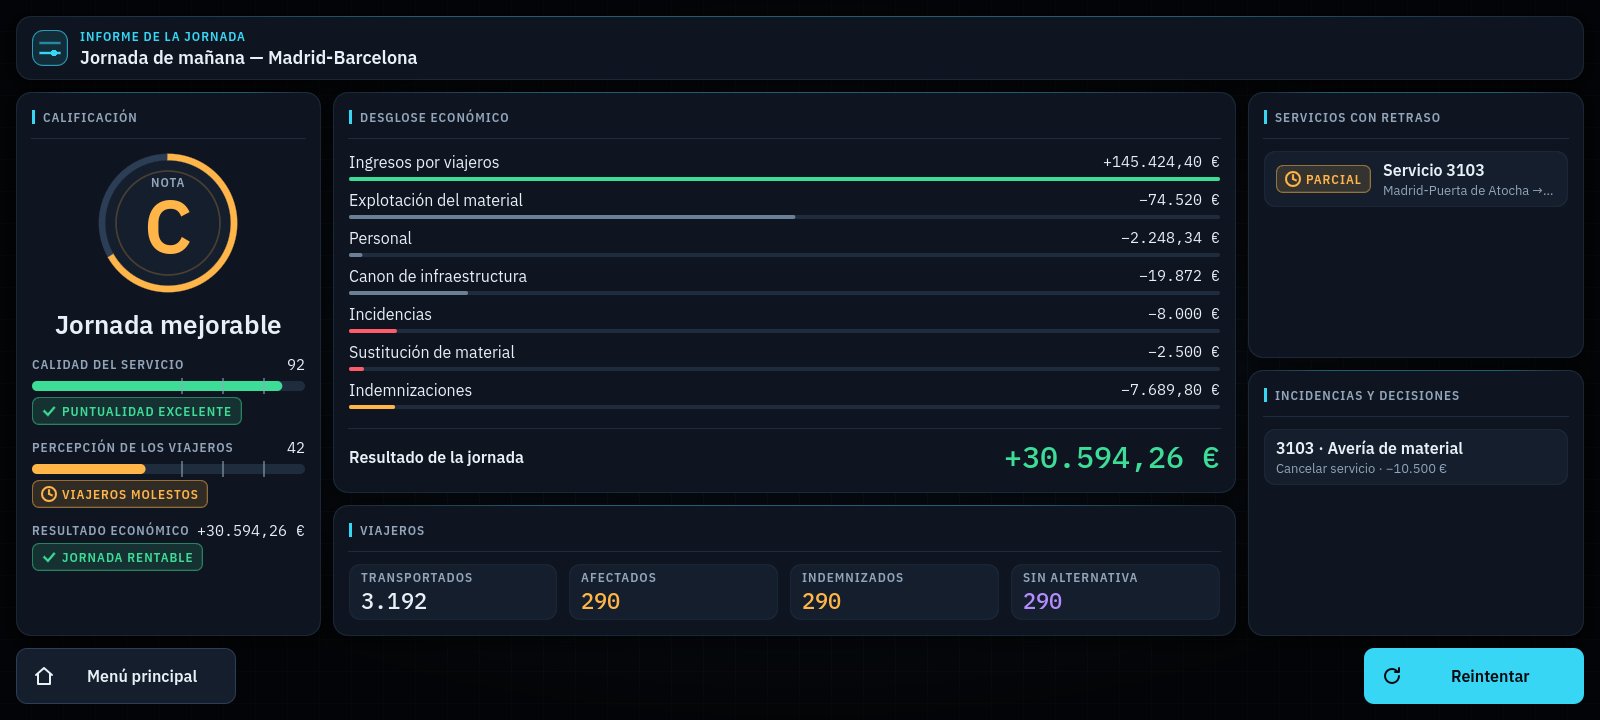 INFORME DE LA JORNADA
Jornada de mañana — Madrid-Barcelona
CALIFICACIÓN
NOTA
C
Jornada mejorable
CALIDAD DEL SERVICIO 92
PUNTUALIDAD EXCELENTE
PERCEPCIÓN DE LOS VIAJEROS 42
VIAJEROS MOLESTOS
RESULTADO ECONÓMICO +30.594,26 €
JORNADA RENTABLE
DESGLOSE ECONÓMICO
Ingresos por viajeros +145.424,40 €
Explotación del material −74.520 €
Personal −2.248,34 €
Canon de infraestructura −19.872 €
Incidencias −8.000 €
Sustitución de material −2.500 €
Indemnizaciones −7.689,80 €
Resultado de la jornada +30.594,26 €
VIAJEROS
TRANSPORTADOS
3.192
AFECTADOS
290
INDEMNIZADOS
290
SIN ALTERNATIVA
290
SERVICIOS CON RETRASO
PARCIAL
Servicio 3103
Madrid-Puerta de Atocha →...
INCIDENCIAS Y DECISIONES
3103 · Avería de material
Cancelar servicio · −10.500 €
Menú principal
Reintentar